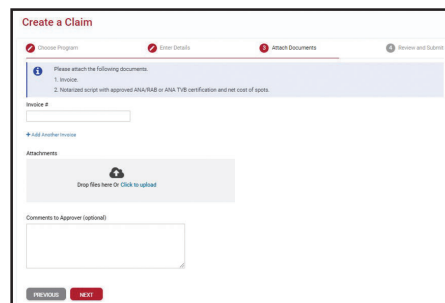 Create a Claim
Choose Program
Enter Details
3 Attach Documents
4 Review and Submit
Please attach the following documents.
1. Invoice.
2. Notarized script with approved ANA/RAB or ANA TVB certification and net cost of spots.
Invoice #
+ Add Another Invoice
Attachments
Drop files here Or Click to upload
Comments to Approver (optional)
PREVIOUS NEXT